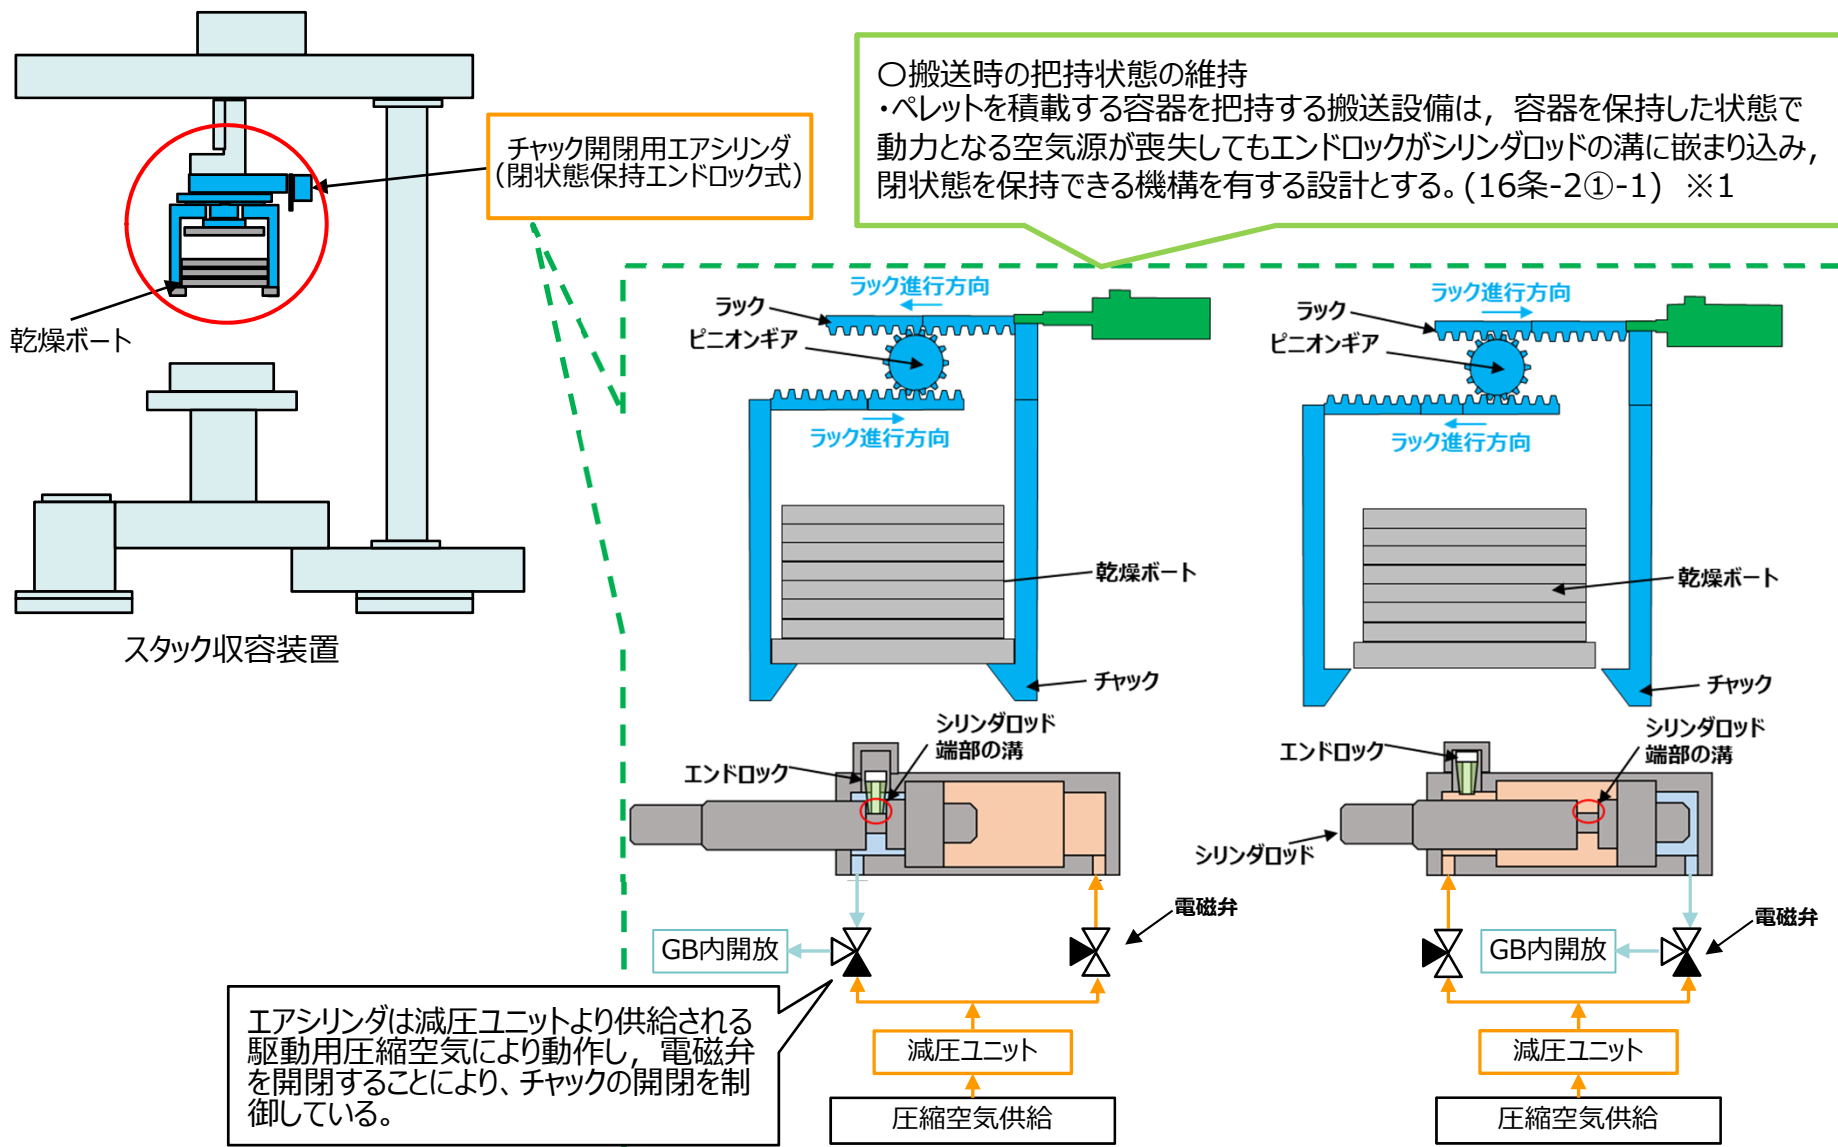 ○搬送時の把持状態の維持
・ペレットを積載する容器を把持する搬送設備は，容器を保持した状態で
動力となる空気源が喪失してもエンドロックがシリンダロッドの溝に嵌まり込み，
閉状態を保持できる機構を有する設計とする。(16条-2①-1)　※1
チャック開閉用エアシリンダ
（閉状態保持エンドロック式）
乾燥ボート
スタック収容装置
ラック進行方向
ラック
ピニオンギア
ラック進行方向
乾燥ボート
チャック
シリンダロッド
端部の溝
エンドロック
電磁弁
GB内開放
減圧ユニット
圧縮空気供給
ラック進行方向
ラック
ピニオンギア
ラック進行方向
乾燥ボート
チャック
シリンダロッド
端部の溝
エンドロック
シリンダロッド
電磁弁
GB内開放
減圧ユニット
圧縮空気供給
エアシリンダは減圧ユニットより供給される
駆動用圧縮空気により動作し，電磁弁
を開閉することにより、チャックの開閉を制
御している。